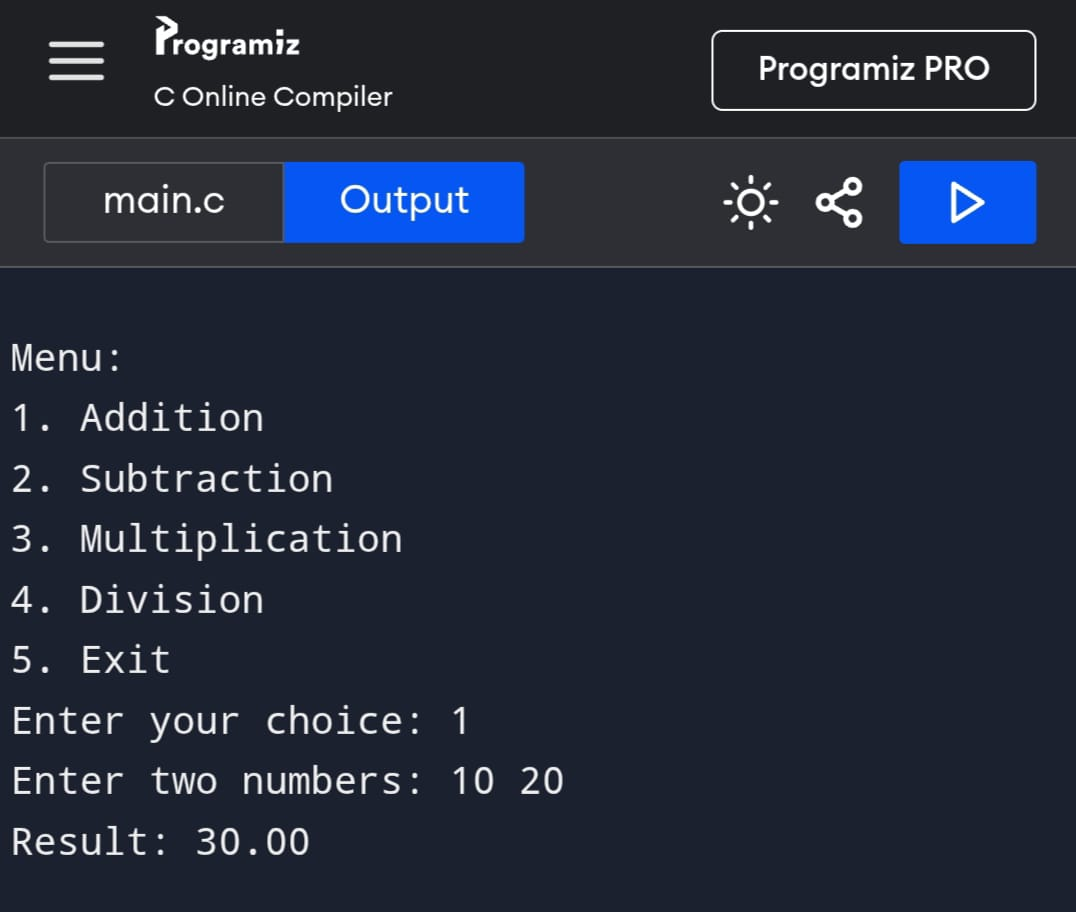 Programiz
C Online Compiler
Programiz PRO
main.c
Output
Menu:
1. Addition
2. Subtraction
3. Multiplication
4. Division
5. Exit
Enter your choice: 1
Enter two numbers: 10 20
Result: 30.00